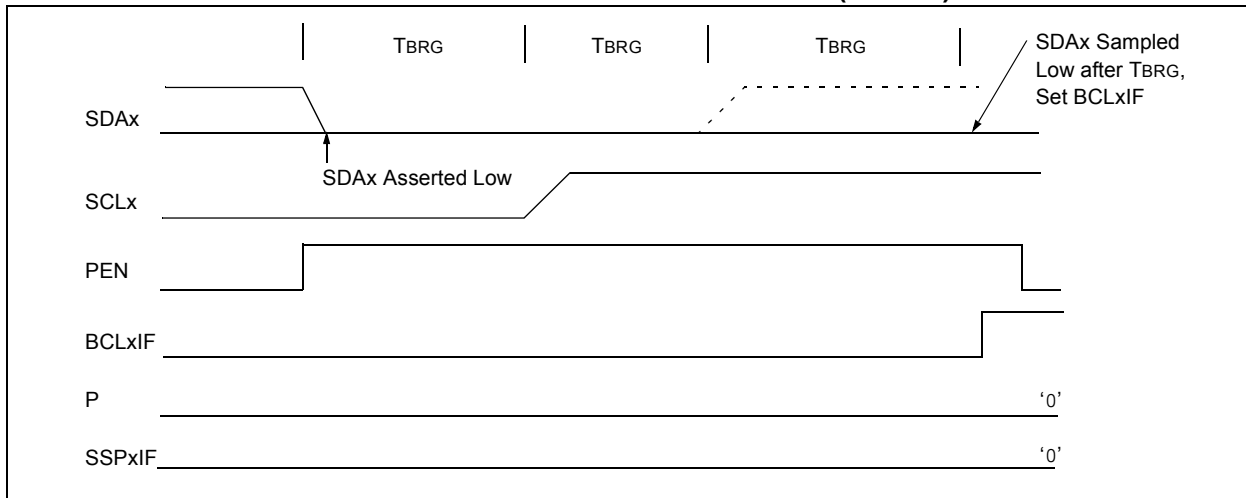 TBRG TBRG TBRG
SDAx Sampled
Low after TBRG,
Set BCLxIF
SDAx
SDAx Asserted Low
SCLx
PEN
BCLxIF
P ‘0’
SSPxIF ‘0’